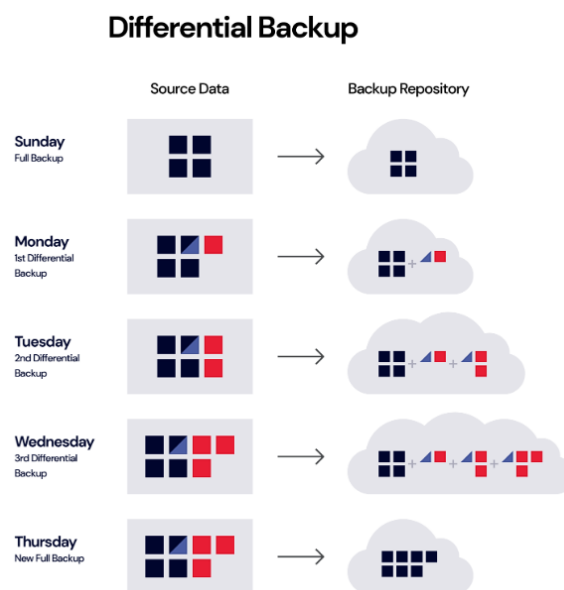 Differential Backup
Source Data
Backup Repository
Sunday
Full Backup
Monday
1st Differential
Backup
Tuesday
2nd Differential
Backup
Wednesday
3rd Differential
Backup
Thursday
New Full Backup